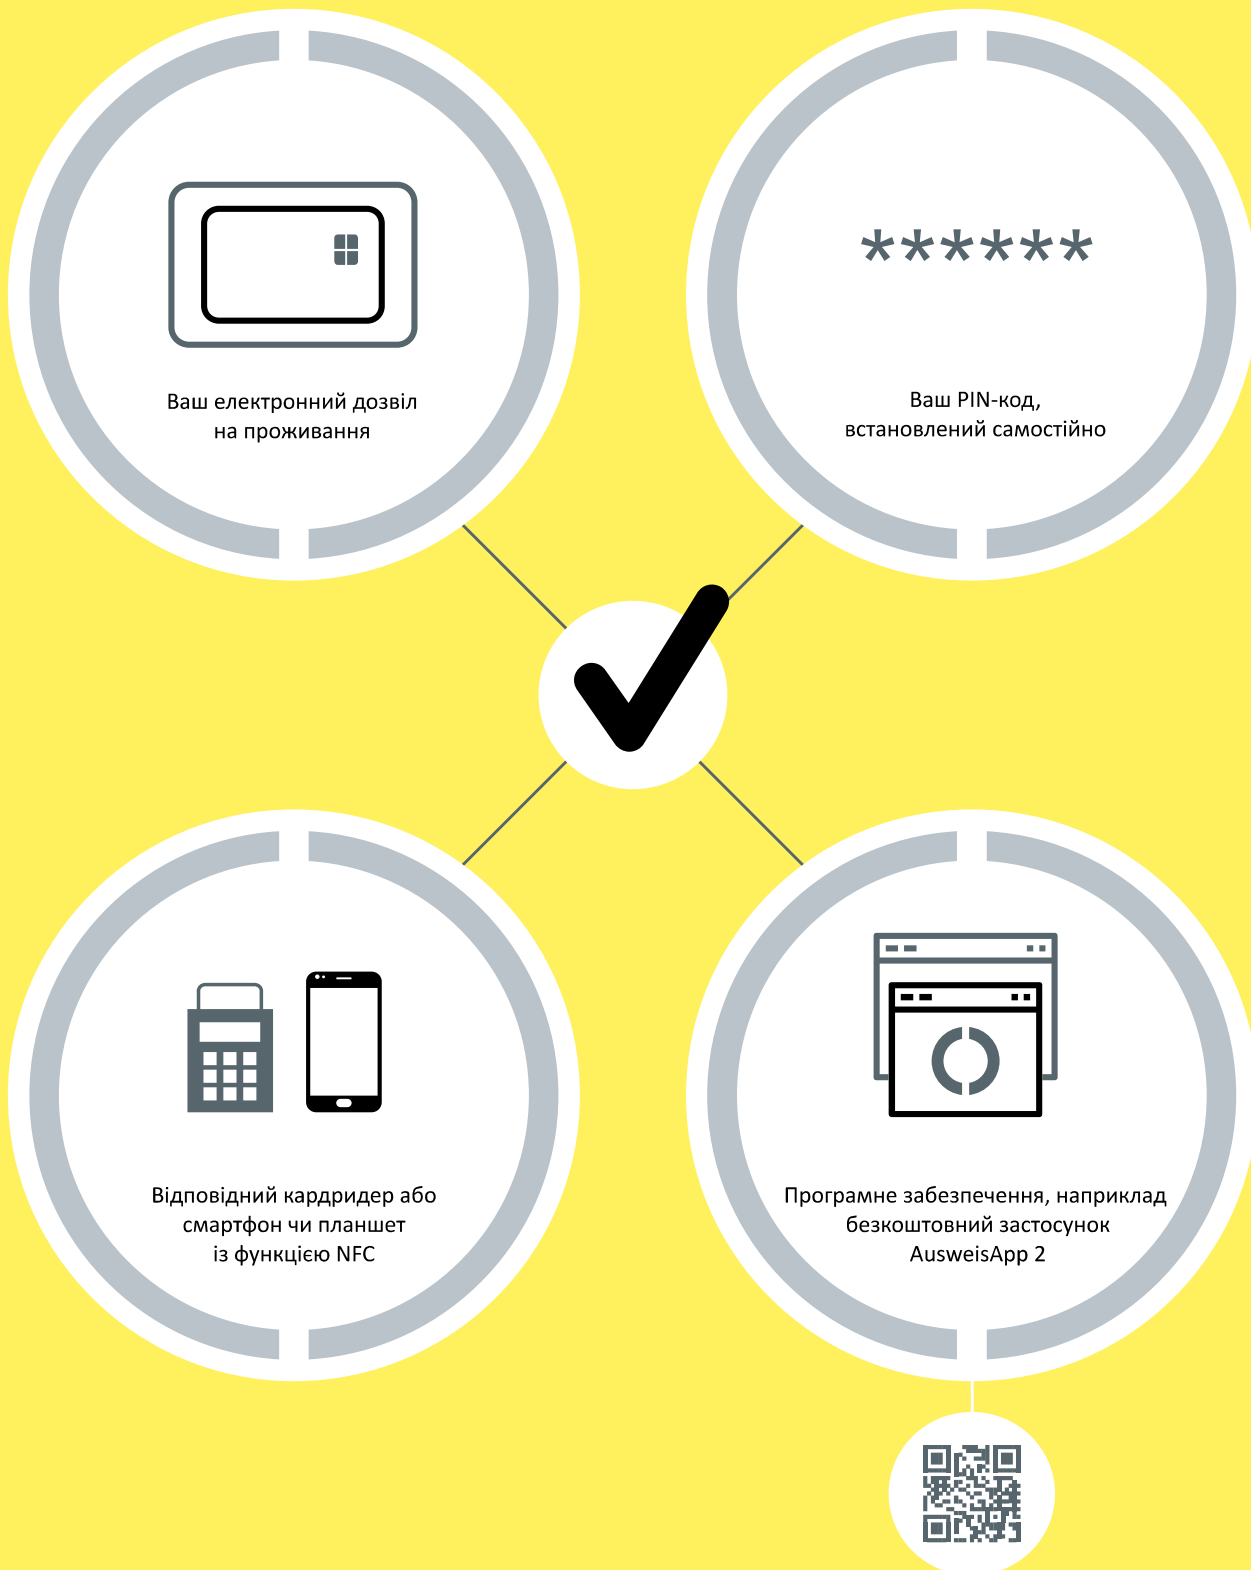 Ваш електронний дозвіл
на проживання
******
Ваш PIN-код,
встановлений самостійно
Відповідний кардридер або
смартфон чи планшет
із функцією NFC
Програмне забезпечення, наприклад
безкоштовний застосунок
AusweisApp 2